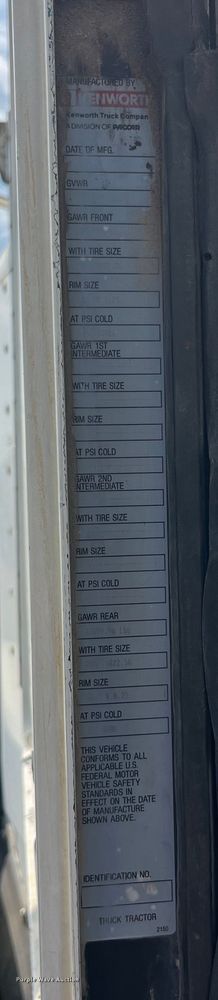 MANUFACTURED BY
KENWORTH
Kenworth Truck Company
A DIVISION OF PACCAR
DATE OF MFG.
GVWR
GAWR FRONT
WITH TIRE SIZE
RIM SIZE
AT PSI COLD
GAWR 1ST
INTERMEDIATE
WITH TIRE SIZE
RIM SIZE
AT PSI COLD
GAWR 2ND
INTERMEDIATE
WITH TIRE SIZE
RIM SIZE
AT PSI COLD
GAWR REAR
WITH TIRE SIZE
RIM SIZE
AT PSI COLD
THIS VEHICLE
CONFORMS TO ALL
APPLICABLE U.S.
FEDERAL MOTOR
VEHICLE SAFETY
STANDARDS IN
EFFECT ON THE DATE
OF MANUFACTURE
SHOWN ABOVE.
IDENTIFICATION NO.
TRUCK TRACTOR
2150
Purple Wave Auction